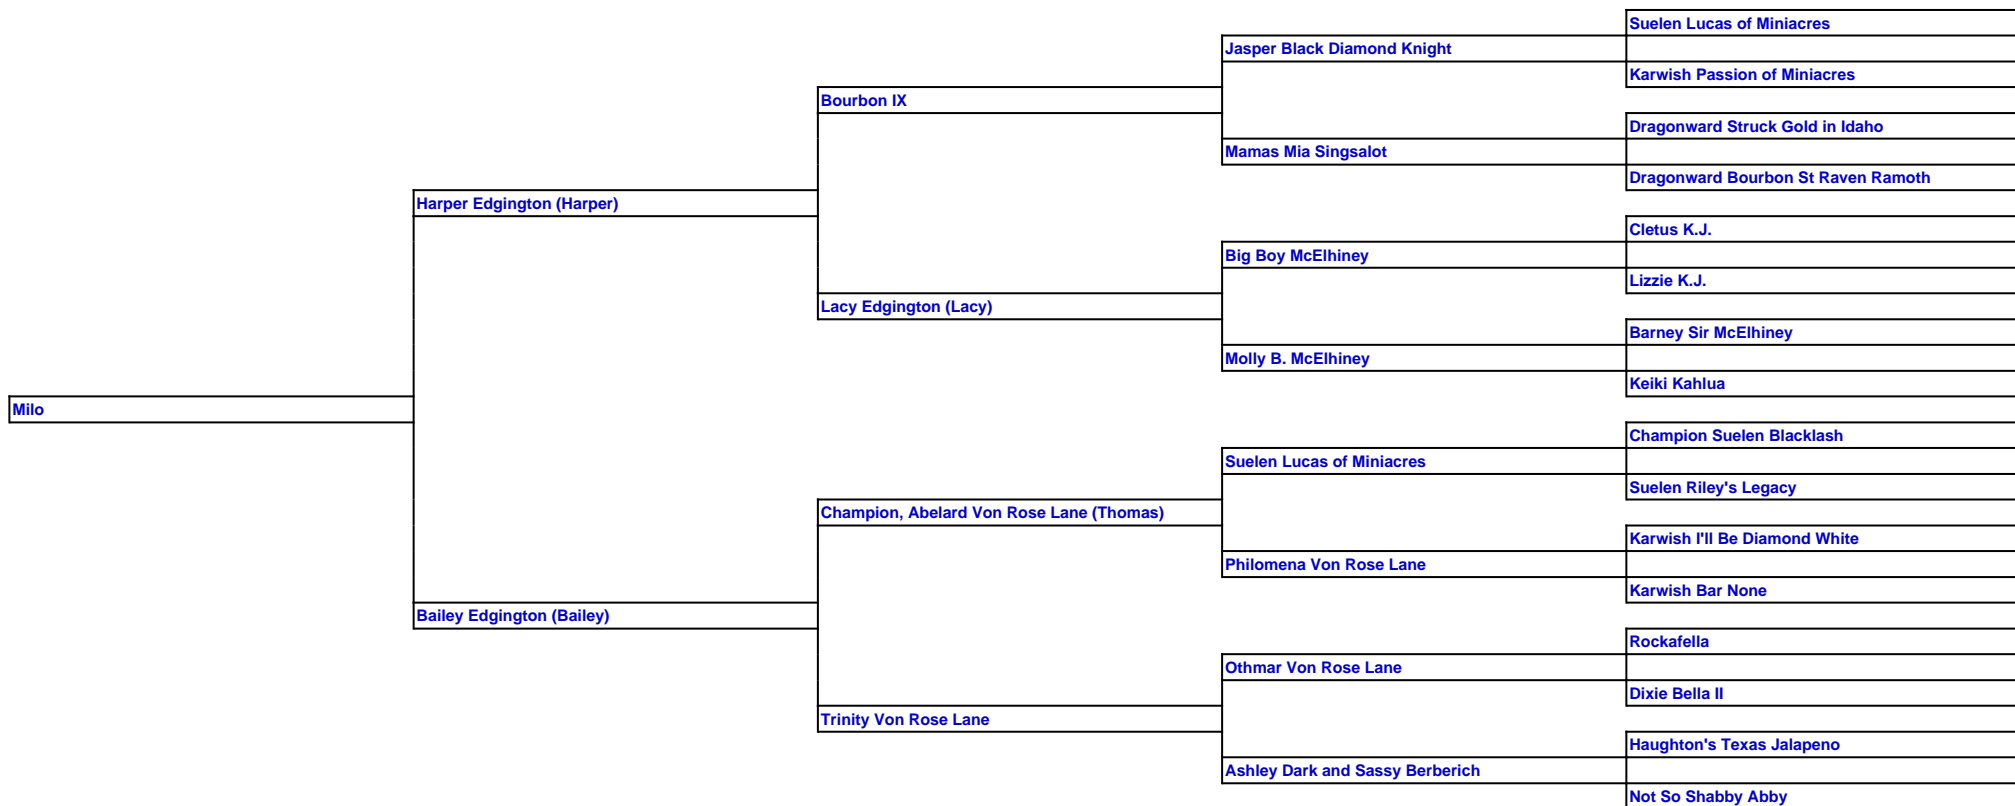 Suelen Lucas of Miniacres
Jasper Black Diamond Knight
Karwish Passion of Miniacres
Bourbon IX
Dragonward Struck Gold in Idaho
Mamas Mia Singsalot
Dragonward Bourbon St Raven Ramoth
Harper Edgington (Harper)
Cletus K.J.
Big Boy McElhiney
Lizzie K.J.
Lacy Edgington (Lacy)
Barney Sir McElhiney
Molly B. McElhiney
Keiki Kahlua
Milo
Champion Suelen Blacklash
Suelen Lucas of Miniacres
Suelen Riley's Legacy
Champion, Abelard Von Rose Lane (Thomas)
Karwish I'll Be Diamond White
Philomena Von Rose Lane
Karwish Bar None
Bailey Edgington (Bailey)
Rockafella
Othmar Von Rose Lane
Dixie Bella II
Trinity Von Rose Lane
Haughton's Texas Jalapeno
Ashley Dark and Sassy Berberich
Not So Shabby Abby